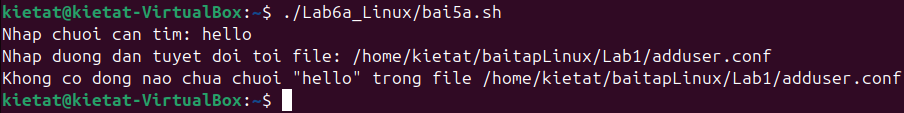 kietat@kietat-VirtualBox:~$ ./Lab6a_Linux/bai5a.sh
Nhap chuoi can tim: hello
Nhap duong dan tuyet doi toi file: /home/kietat/baitapLinux/Lab1/adduser.conf
Khong co dong nao chua chuoi "hello" trong file /home/kietat/baitapLinux/Lab1/adduser.conf
kietat@kietat-VirtualBox:~$